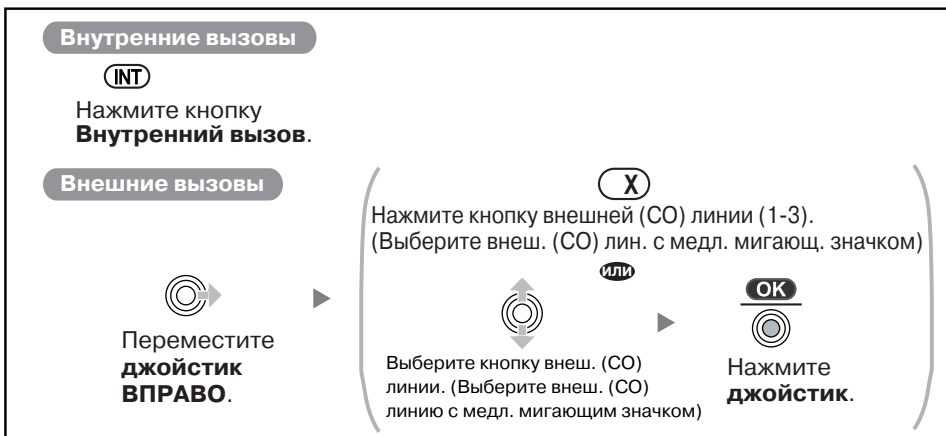 Внутренние вызовы
INT
Нажмите кнопку
Внутренний вызов.
Внешние вызовы
X
Нажмите кнопку внешней (CO) линии (1-3).
(Выберите внеш. (CO) лин. с медл. мигающ. значком)
или
Переместите
джойстик
ВПРАВО.
Выберите кнопку внеш. (CO)
линии. (Выберите внеш. (CO)
линию с медл. мигающим значком)
OK
Нажмите
джойстик.